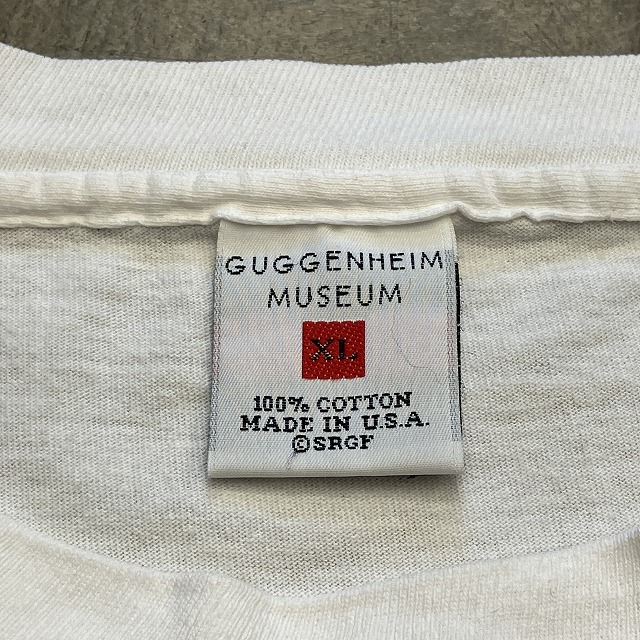 GUGGENHEIM
MUSEUM
XL
100% COTTON
MADE IN U.S.A.
©SRGF